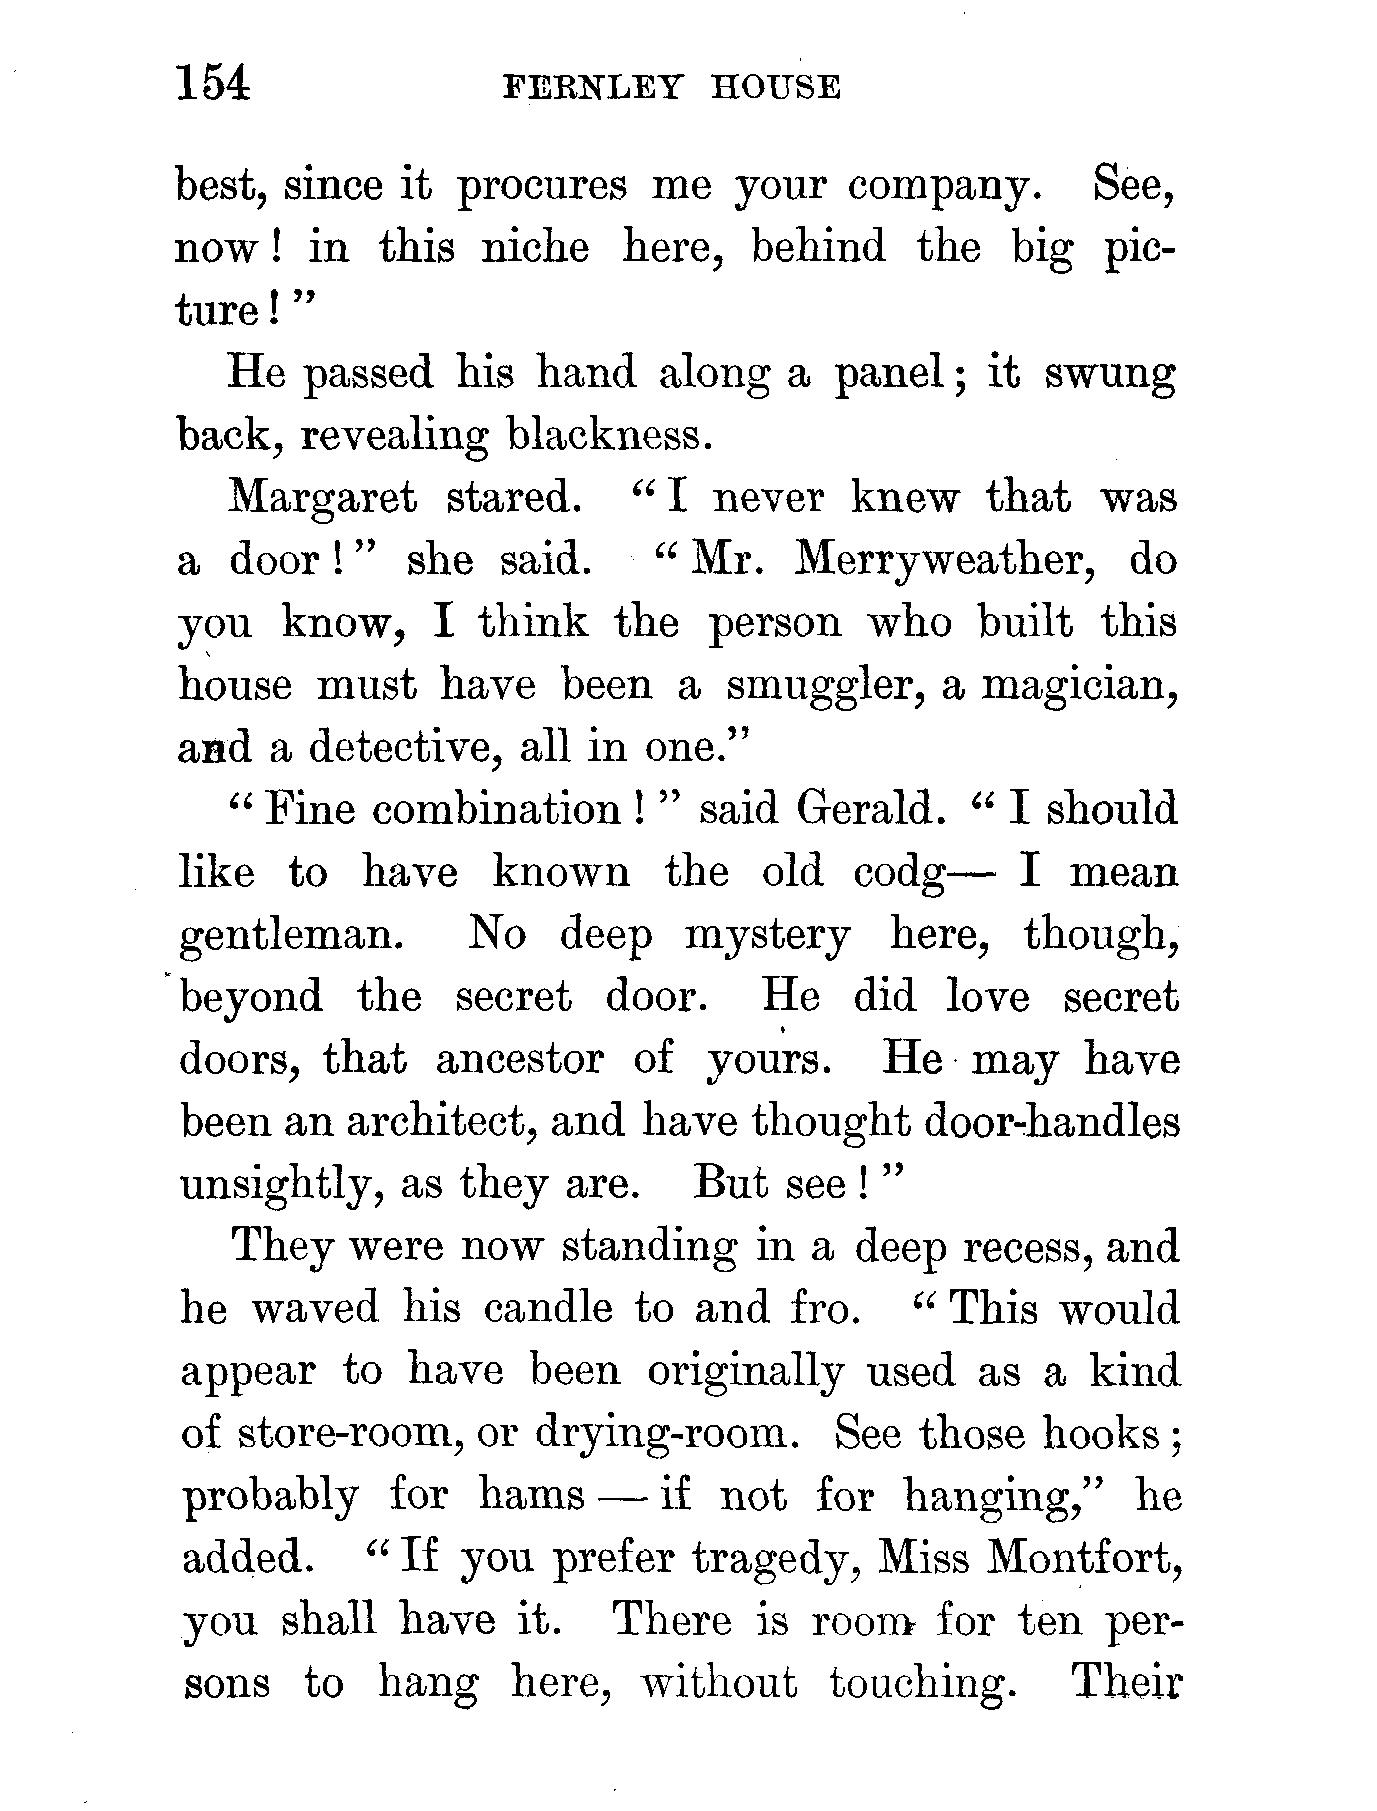 154 FERNLEY HOUSE
best, since it procures me your company. See,
now! in this niche here, behind the big pic-
ture!"
He passed his hand along a panel; it swung
back, revealing blackness.
Margaret stared. "I never knew that was
a door!" she said. "Mr. Merryweather, do
you know, I think the person who built this
house must have been a smuggler, a magician,
and a detective, all in one."
"Fine combination!" said Gerald. "I should
like to have known the old codg— I mean
gentleman. No deep mystery here, though,
beyond the secret door. He did love secret
doors, that ancestor of yours. He may have
been an architect, and have thought door-handles
unsightly, as they are. But see!"
They were now standing in a deep recess, and
he waved his candle to and fro. "This would
appear to have been originally used as a kind
of store-room, or drying-room. See those hooks;
probably for hams — if not for hanging," he
added. "If you prefer tragedy, Miss Montfort,
you shall have it. There is room for ten per-
sons to hang here, without touching. Their